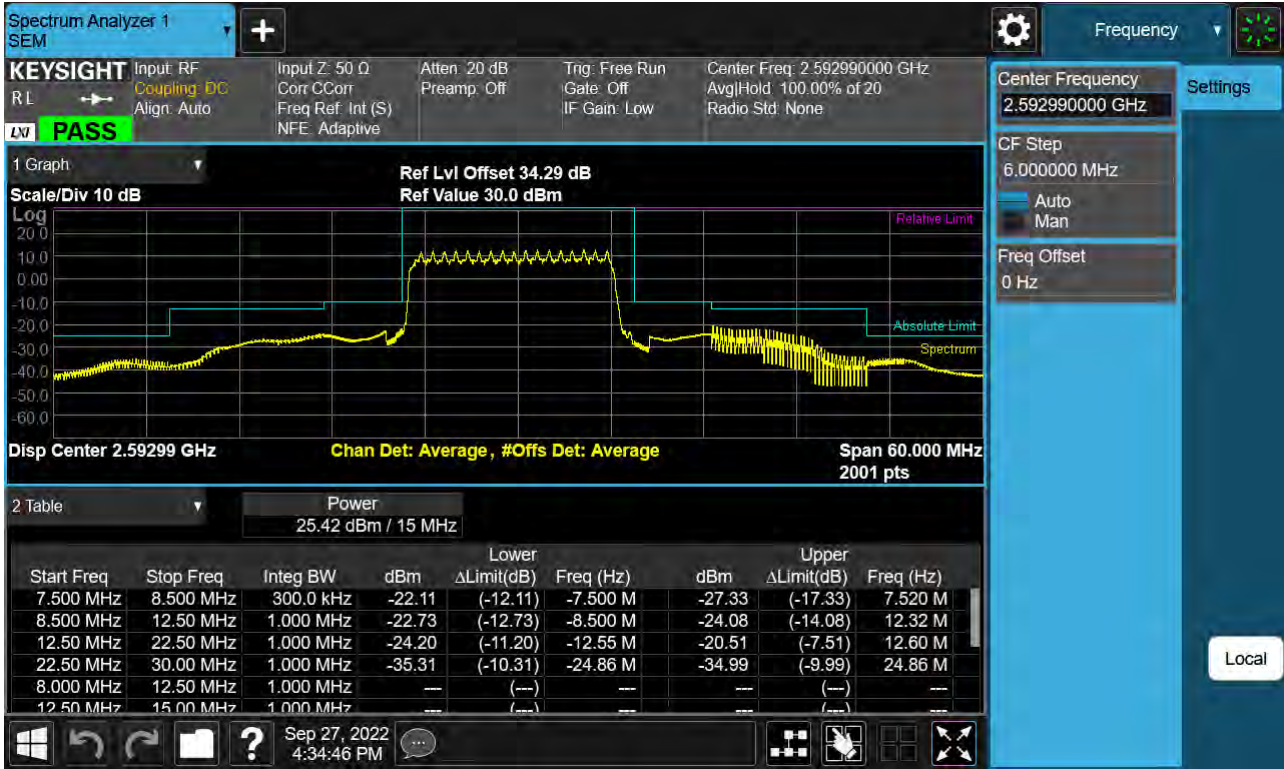 Spectrum Analyzer 1
SEM
Frequency
KEYSIGHT
R L
LXI PASS
Input: RF
Coupling: DC
Align: Auto
Input Z: 50 Ω
Corr CCorr
Freq Ref: Int (S)
NFE: Adaptive
Atten: 20 dB
Preamp: Off
Trig: Free Run
Gate: Off
IF Gain: Low
Center Freq: 2.592990000 GHz
Avg|Hold: 100.00% of 20
Radio Std: None
1 Graph
Scale/Div 10 dB
Ref Lvl Offset 34.29 dB
Ref Value 30.0 dBm
Log
20.0
10.0
0.00
-10.0
-20.0
-30.0
-40.0
-50.0
-60.0
Relative Limit
Absolute Limit
Spectrum
Disp Center 2.59299 GHz
Chan Det: Average, #Offs Det: Average
Span 60.000 MHz
2001 pts
2 Table
Power
25.42 dBm / 15 MHz
Lower Upper
Start Freq Stop Freq Integ BW dBm ΔLimit(dB) Freq (Hz) dBm ΔLimit(dB) Freq (Hz)
7.500 MHz 8.500 MHz 300.0 kHz -22.11 (-12.11) -7.500 M -27.33 (-17.33) 7.520 M
8.500 MHz 12.50 MHz 1.000 MHz -22.73 (-12.73) -8.500 M -24.08 (-14.08) 12.32 M
12.50 MHz 22.50 MHz 1.000 MHz -24.20 (-11.20) -12.55 M -20.51 (-7.51) 12.60 M
22.50 MHz 30.00 MHz 1.000 MHz -35.31 (-10.31) -24.86 M -34.99 (-9.99) 24.86 M
8.000 MHz 12.50 MHz 1.000 MHz --- (---) --- --- (---) ---
12.50 MHz 15.00 MHz 1.000 MHz --- (---) --- --- (---) ---
Sep 27, 2022
4:34:46 PM
Center Frequency
2.592990000 GHz
CF Step
6.000000 MHz
Auto
Man
Freq Offset
0 Hz
Settings
Local